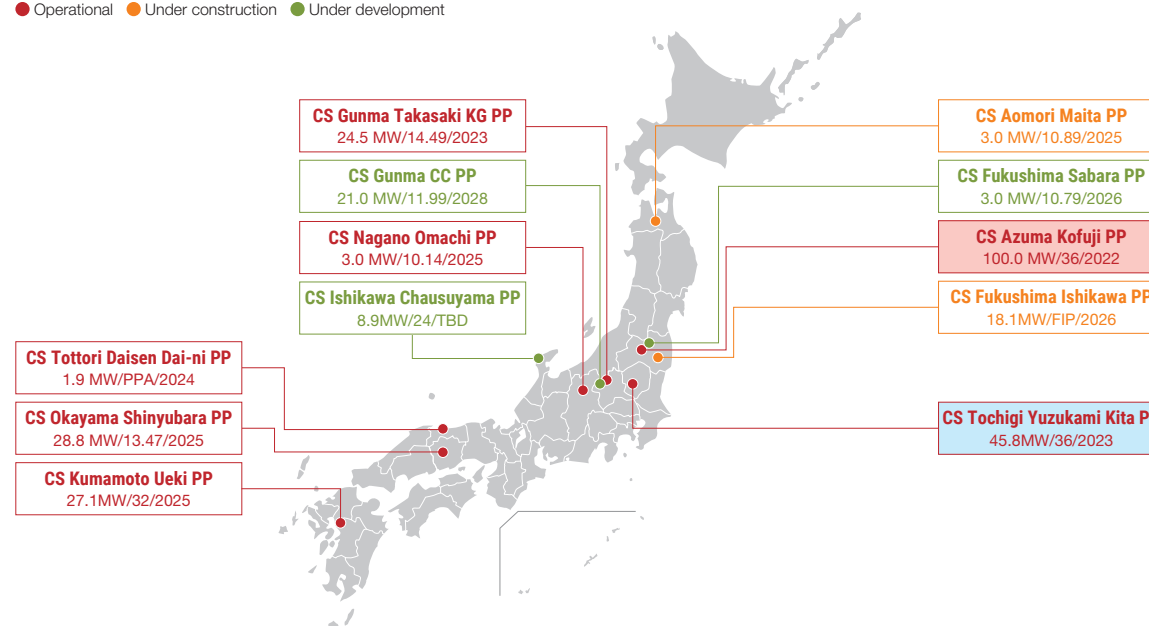 Operational Under construction Under development
CS Gunma Takasaki KG PP
24.5 MW/14.49/2023
CS Gunma CC PP
21.0 MW/11.99/2028
CS Nagano Omachi PP
3.0 MW/10.14/2025
CS Ishikawa Chausuyama PP
8.9MW/24/TBD
CS Tottori Daisen Dai-ni PP
1.9 MW/PPA/2024
CS Okayama Shinyubara PP
28.8 MW/13.47/2025
CS Kumamoto Ueki PP
27.1MW/32/2025
CS Aomori Maita PP
3.0 MW/10.89/2025
CS Fukushima Sabara PP
3.0 MW/10.79/2026
CS Azuma Kofuji PP
100.0 MW/36/2022
CS Fukushima Ishikawa PP
18.1MW/FIP/2026
CS Tochigi Yuzukami Kita P
45.8MW/36/2023